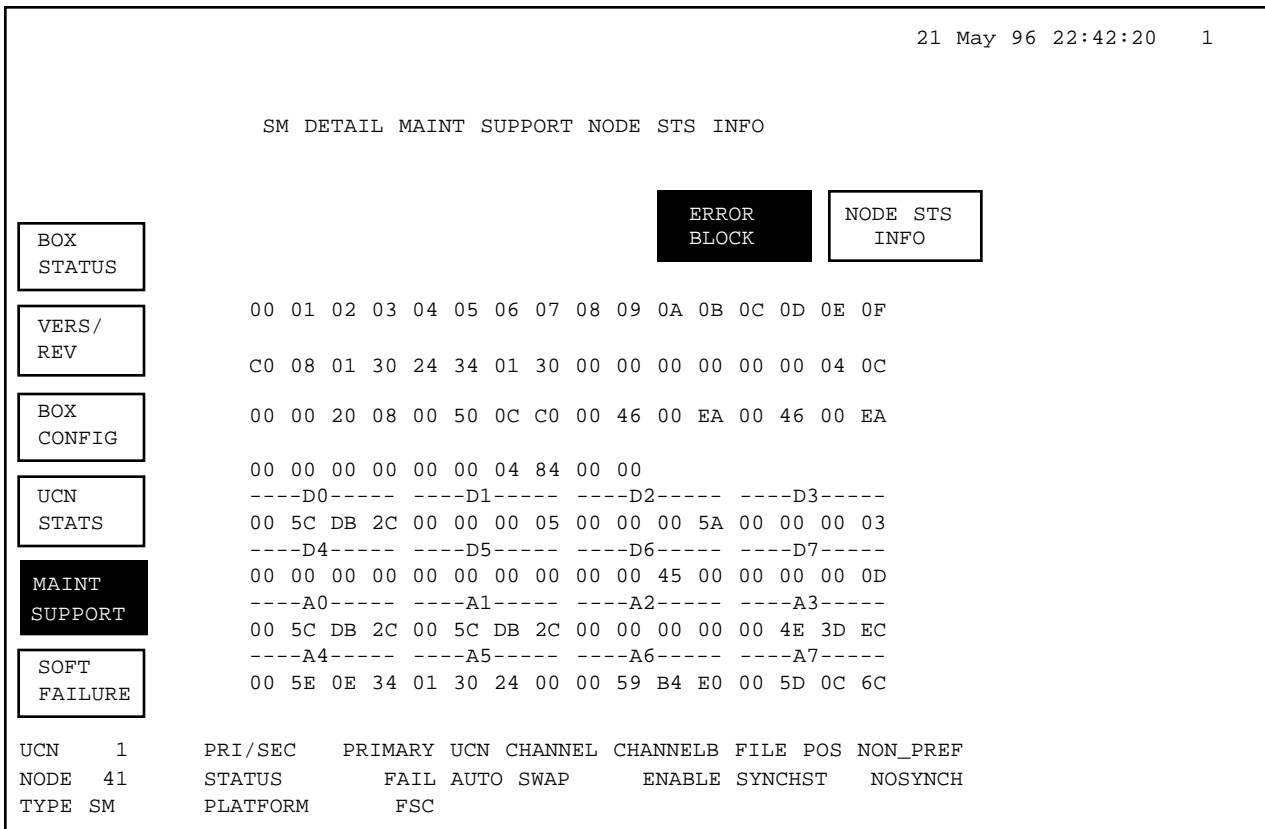 21 May 96 22:42:20 1
SM DETAIL MAINT SUPPORT NODE STS INFO
ERROR
BLOCK
NODE STS
INFO
BOX
STATUS
VERS/
REV
BOX
CONFIG
UCN
STATS
MAINT
SUPPORT
SOFT
FAILURE
00 01 02 03 04 05 06 07 08 09 0A 0B 0C 0D 0E 0F
C0 08 01 30 24 34 01 30 00 00 00 00 00 00 04 0C
00 00 20 08 00 50 0C C0 00 46 00 EA 00 46 00 EA
00 00 00 00 00 00 04 84 00 00
----D0----- ----D1----- ----D2----- ----D3-----
00 5C DB 2C 00 00 00 05 00 00 00 5A 00 00 00 03
----D4----- ----D5----- ----D6----- ----D7-----
00 00 00 00 00 00 00 00 00 00 45 00 00 00 00 0D
----A0----- ----A1----- ----A2----- ----A3-----
00 5C DB 2C 00 5C DB 2C 00 00 00 00 00 4E 3D EC
----A4----- ----A5----- ----A6----- ----A7-----
00 5E 0E 34 01 30 24 00 00 59 B4 E0 00 5D 0C 6C
UCN 1 PRI/SEC PRIMARY UCN CHANNEL CHANNELB FILE POS NON_PREF
NODE 41 STATUS FAIL AUTO SWAP ENABLE SYNCHST NOSYNCH
TYPE SM PLATFORM FSC